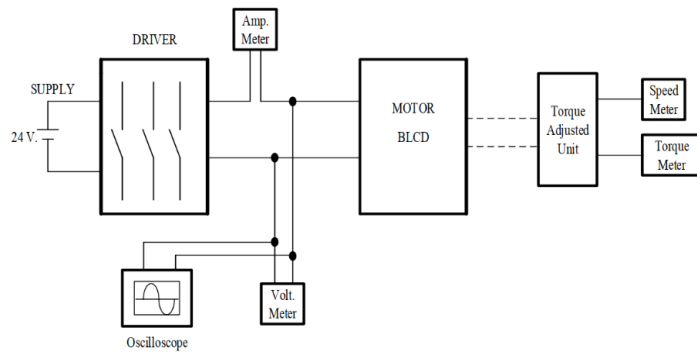 Amp.
Meter
DRIVER
SUPPLY
24 V.
MOTOR
BLCD
Torque
Adjusted
Unit
Speed
Meter
Torque
Meter
Volt.
Meter
Oscilloscope